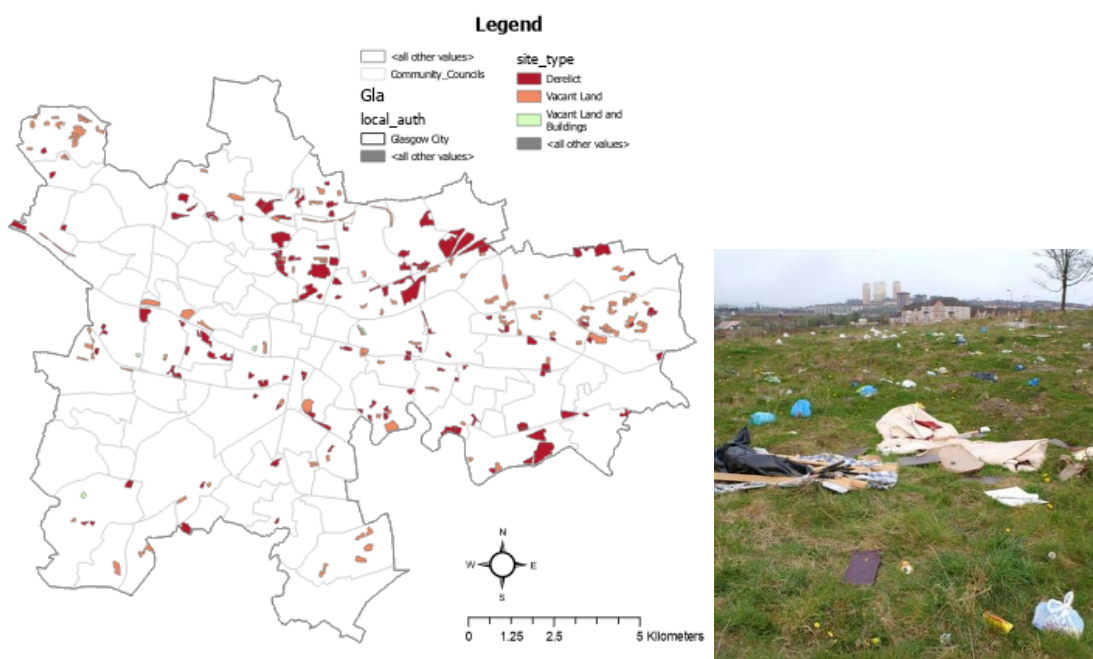 Legend
<all other values>
Community_Councils
Gla
local_auth
Glasgow City
<all other values>
site_type
Derelict
Vacant Land
Vacant Land and
Buildings
<all other values>
N
W
E
S
0 1.25 2.5 5 Kilometers